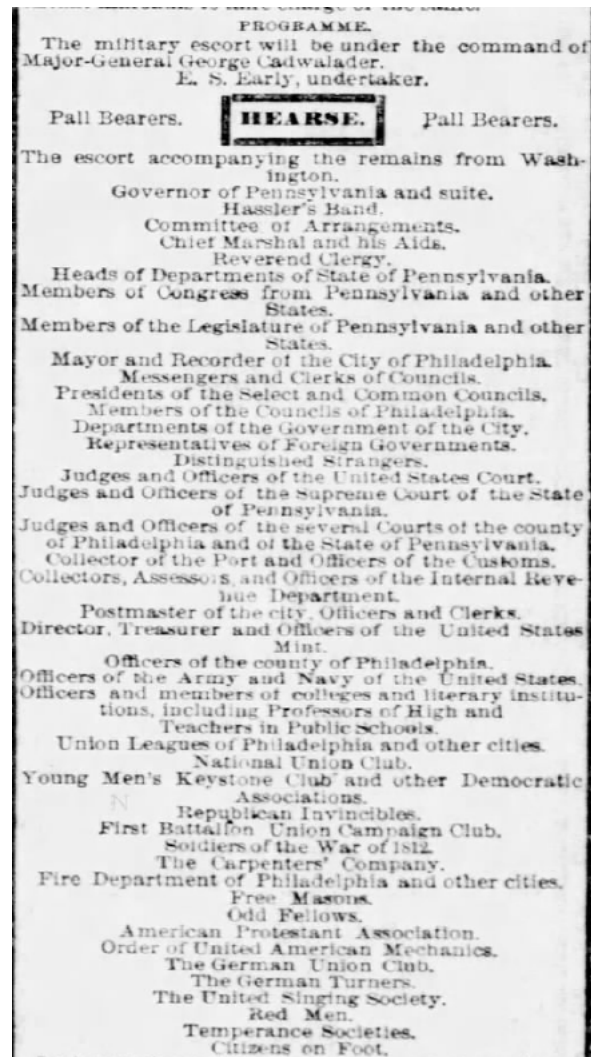 PROGRAMME.
The military escort will be under the command of
Major-General George Cadwalader.
E. S. Early, undertaker.
Pall Bearers. HEARSE. Pall Bearers.
The escort accompanying the remains from Wash-
ington.
Governor of Pennsylvania and suite.
Hassler's Band.
Committee of Arrangements.
Chief Marshal and his Aids.
Reverend Clergy.
Heads of Departments of State of Pennsylvania.
Members of Congress from Pennsylvania and other
States.
Members of the Legislature of Pennsylvania and other
States.
Mayor and Recorder of the City of Philadelphia.
Messengers and Clerks of Councils.
Presidents of the Select and Common Councils.
Members of the Councils of Philadelphia.
Departments of the Government of the City.
Representatives of Foreign Governments.
Distinguished Strangers.
Judges and Officers of the United States Court.
Judges and Officers of the Supreme Court of the State
of Pennsylvania.
Judges and Officers of the several Courts of the county
of Philadelphia and of the State of Pennsylvania.
Collector of the Port and Officers of the Customs.
Collectors, Assessors, and Officers of the Internal Reve-
nue Department.
Postmaster of the city, Officers and Clerks.
Director, Treasurer and Officers of the United States
Mint.
Officers of the county of Philadelphia.
Officers of the Army and Navy of the United States.
Officers and members of colleges and literary institu-
tions, including Professors of High and
Teachers in Public Schools.
Union Leagues of Philadelphia and other cities.
National Union Club.
Young Men's Keystone Club and other Democratic
Associations.
Republican Invincibles.
First Battalion Union Campaign Club.
Soldiers of the War of 1812.
The Carpenters' Company.
Fire Department of Philadelphia and other cities.
Free Masons.
Odd Fellows.
American Protestant Association.
Order of United American Mechanics.
The German Union Club.
The German Turners.
The United Singing Society.
Red Men.
Temperance Societies.
Citizens on Foot.